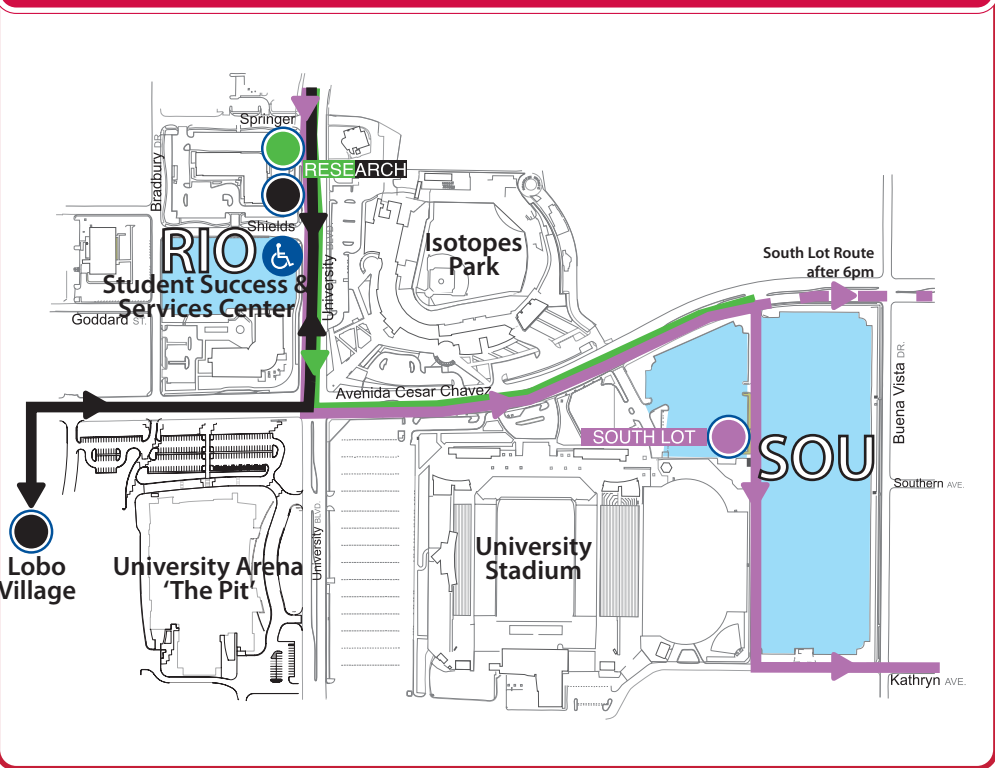 Springer
Bradbury DR.
RESEARCH
Shields
RIO
Student Success &
Services Center
Goddard ST.
University BLVD.
Isotopes
Park
South Lot Route
after 6pm
Avenida Cesar Chavez
SOUTH LOT
SOU
Buena Vista DR.
Southern AVE.
University BLVD.
Lobo
Village
University Arena
‘The Pit’
University
Stadium
Kathryn AVE.